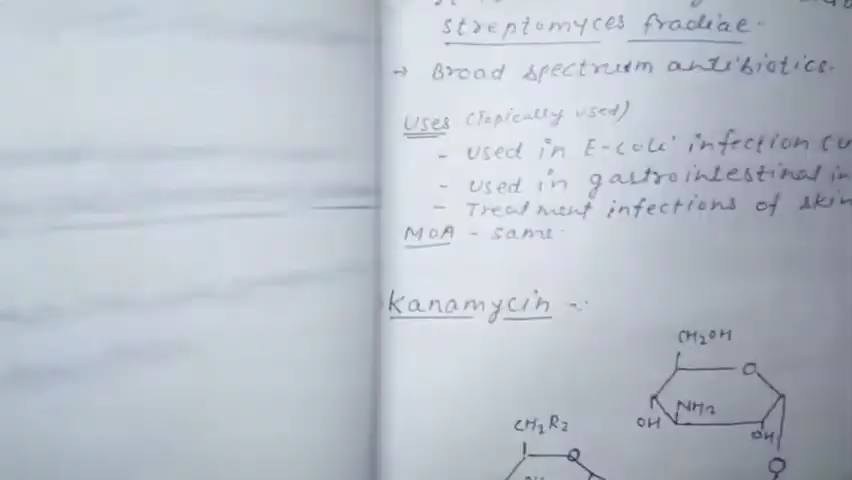 streptomyces fradiae.
→ Broad spectrum antibiotics.
Uses (Topically used)
- used in E-coli infection
- used in gastrointestinal in
- Treatment infections of skin
MOA - same.
Kanamycin -:
CH2OH
O
NH2
OH
OH
CH2R2
O
O